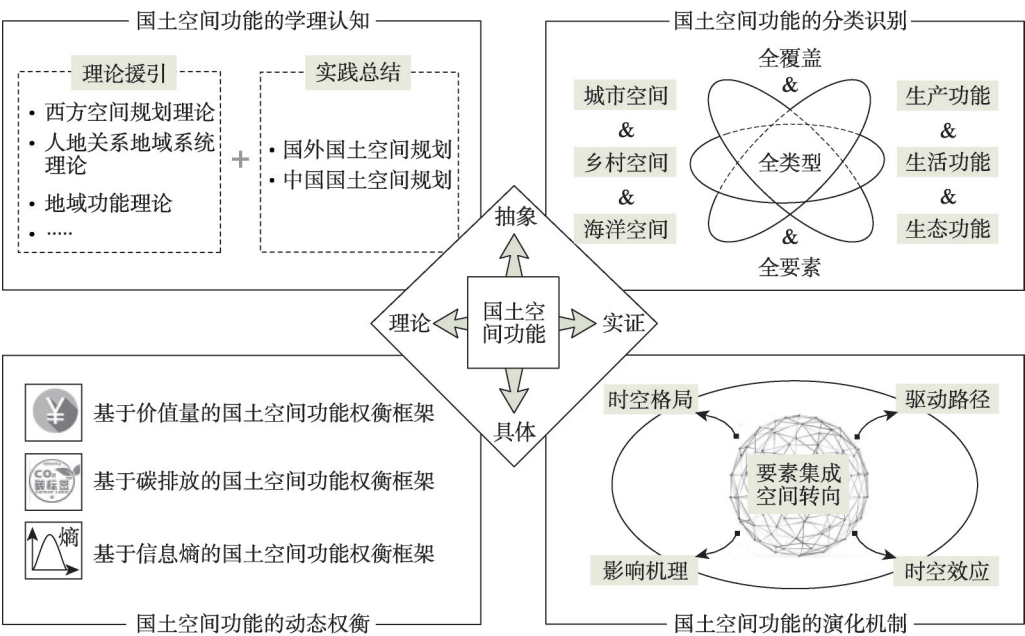 国土空间功能的学理认知
理论援引
• 西方空间规划理论
• 人地关系地域系统
理论
• 地域功能理论
• ·····
+
实践总结
• 国外国土空间规划
• 中国国土空间规划
国土空间功能的分类识别
城市空间
&
乡村空间
&
海洋空间
全覆盖
&
全类型
&
全要素
生产功能
&
生活功能
&
生态功能
抽象
理论
国土空
间功能
实证
具体
¥
基于价值量的国土空间功能权衡框架
CO₂
碳标签
基于碳排放的国土空间功能权衡框架
熵
基于信息熵的国土空间功能权衡框架
国土空间功能的动态权衡
时空格局
驱动路径
要素集成
空间转向
影响机理
时空效应
国土空间功能的演化机制